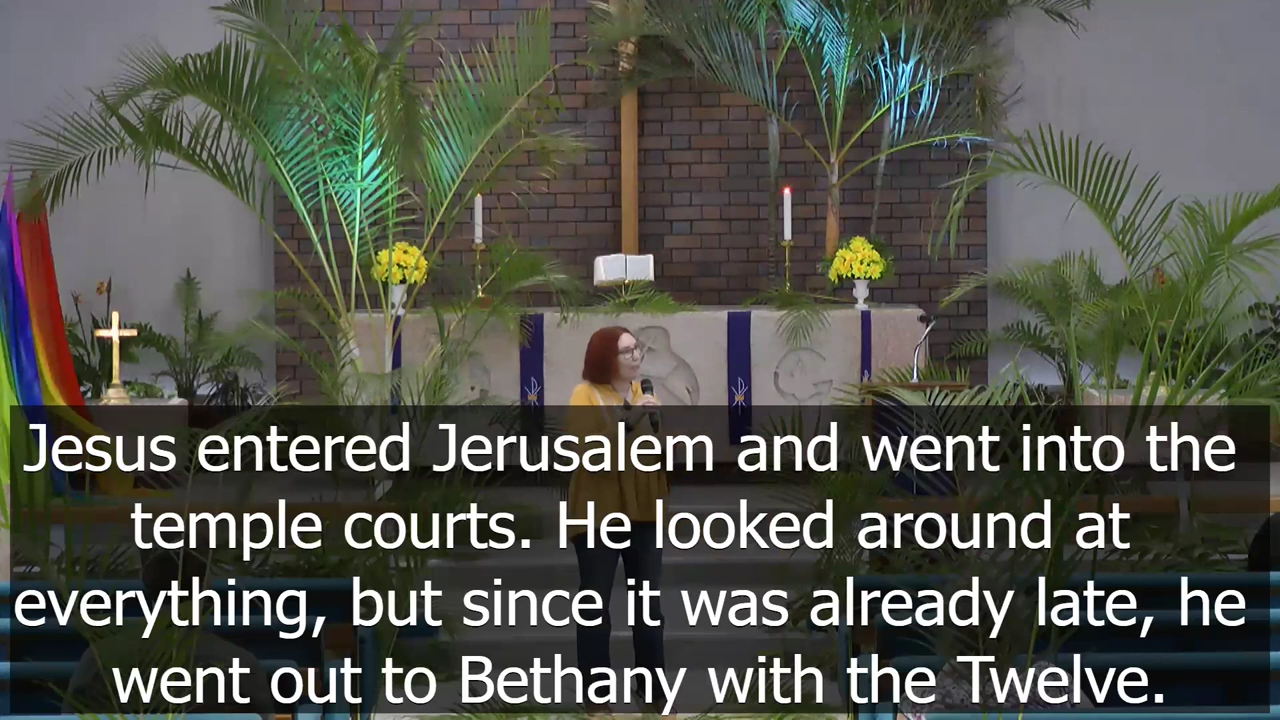 Jesus entered Jerusalem and went into the
temple courts. He looked around at
everything, but since it was already late, he
went out to Bethany with the Twelve.